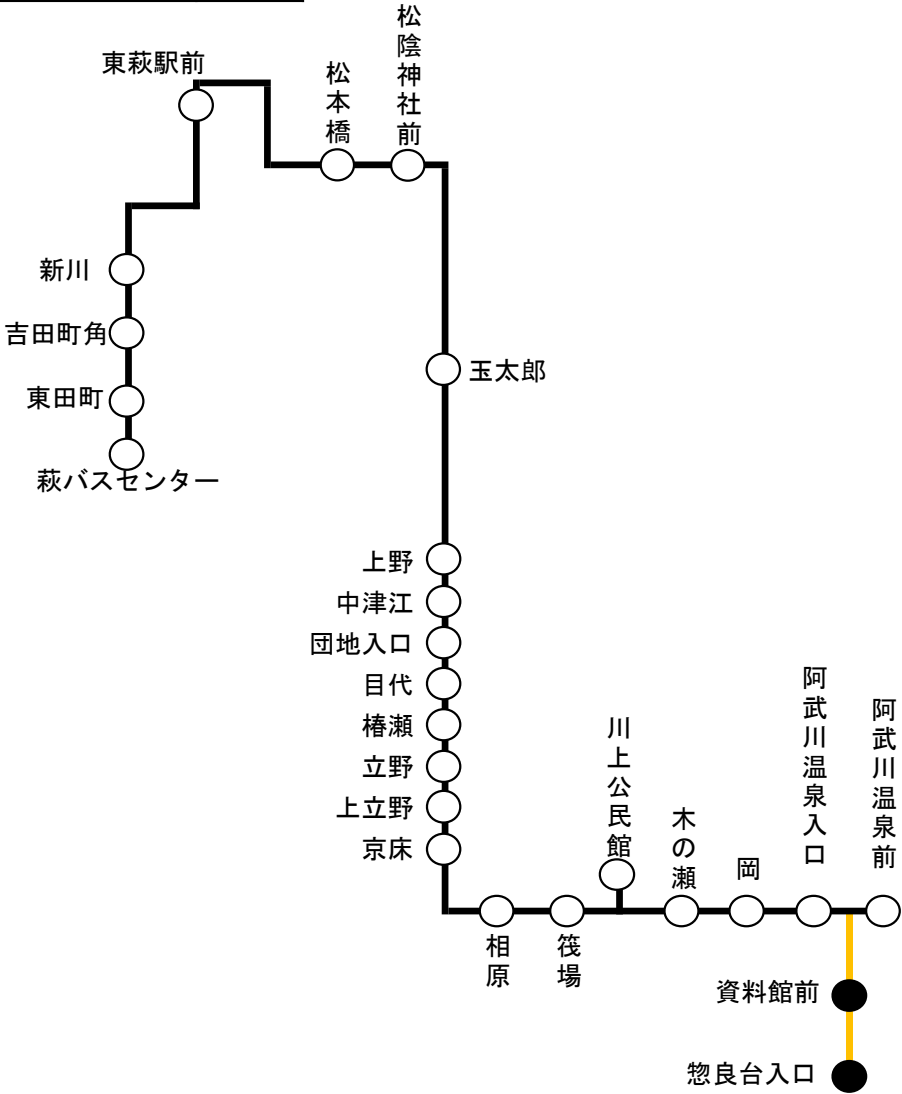 東萩駅前
松本橋
松陰神社前
新川
吉田町角
東田町
萩バスセンター
玉太郎
上野
中津江
団地入口
目代
椿瀬
立野
上立野
京床
相原
筏場
川上公民館
木の瀬
岡
阿武川温泉入口
阿武川温泉前
資料館前
惣良台入口